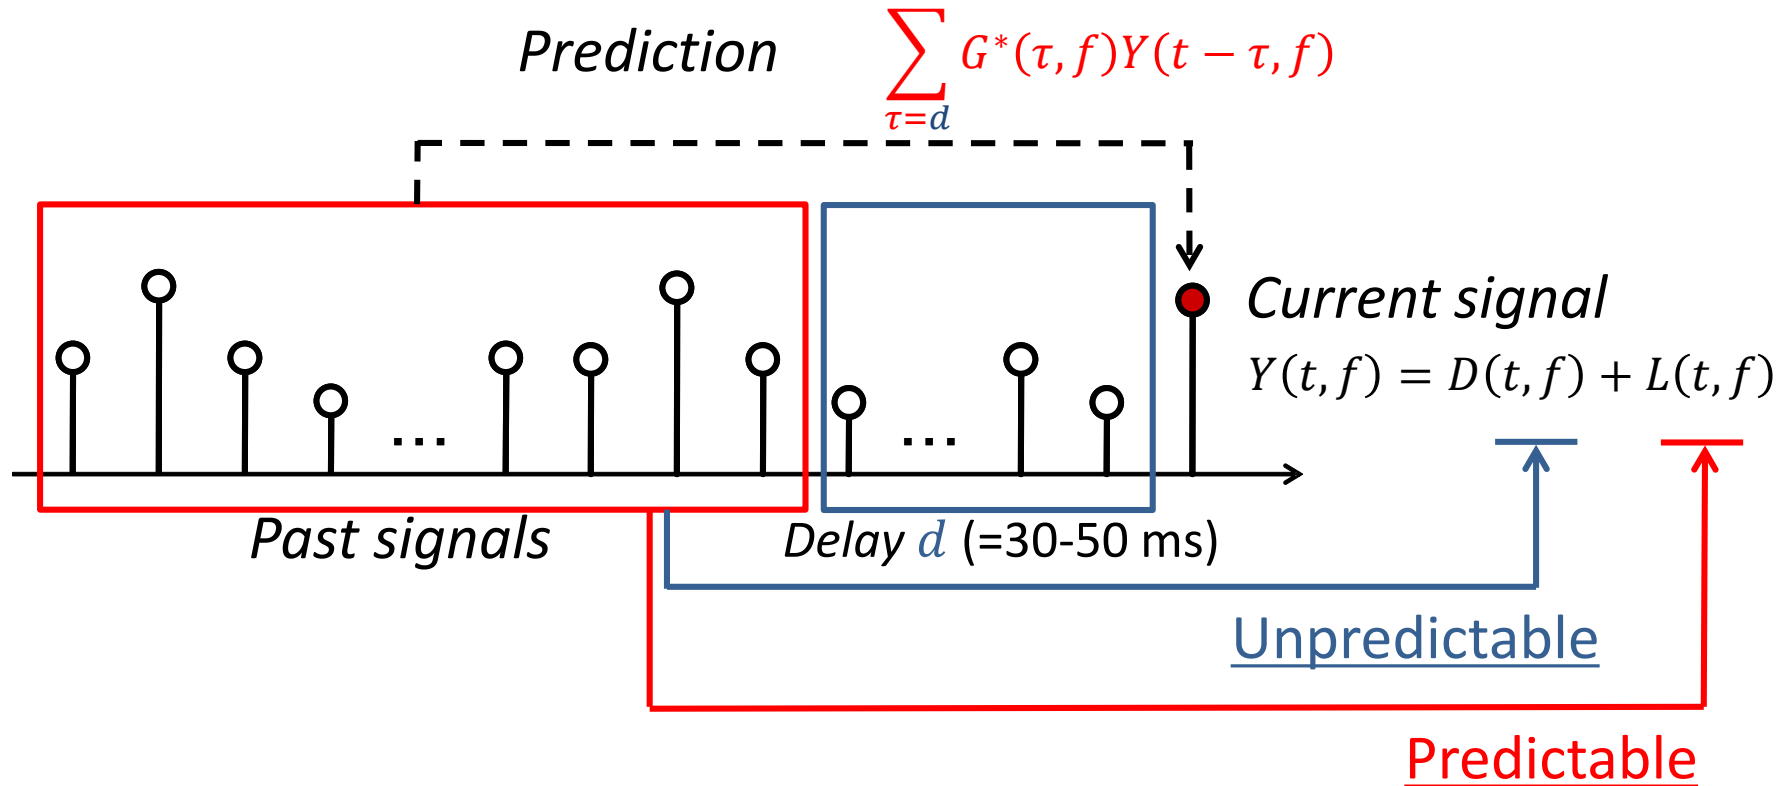 Prediction ∑ G*(τ, f)Y(t − τ, f)
τ=d
Current signal
Y(t, f) = D(t, f) + L(t, f)
... ...
Past signals
Delay d (=30-50 ms)
Unpredictable
Predictable